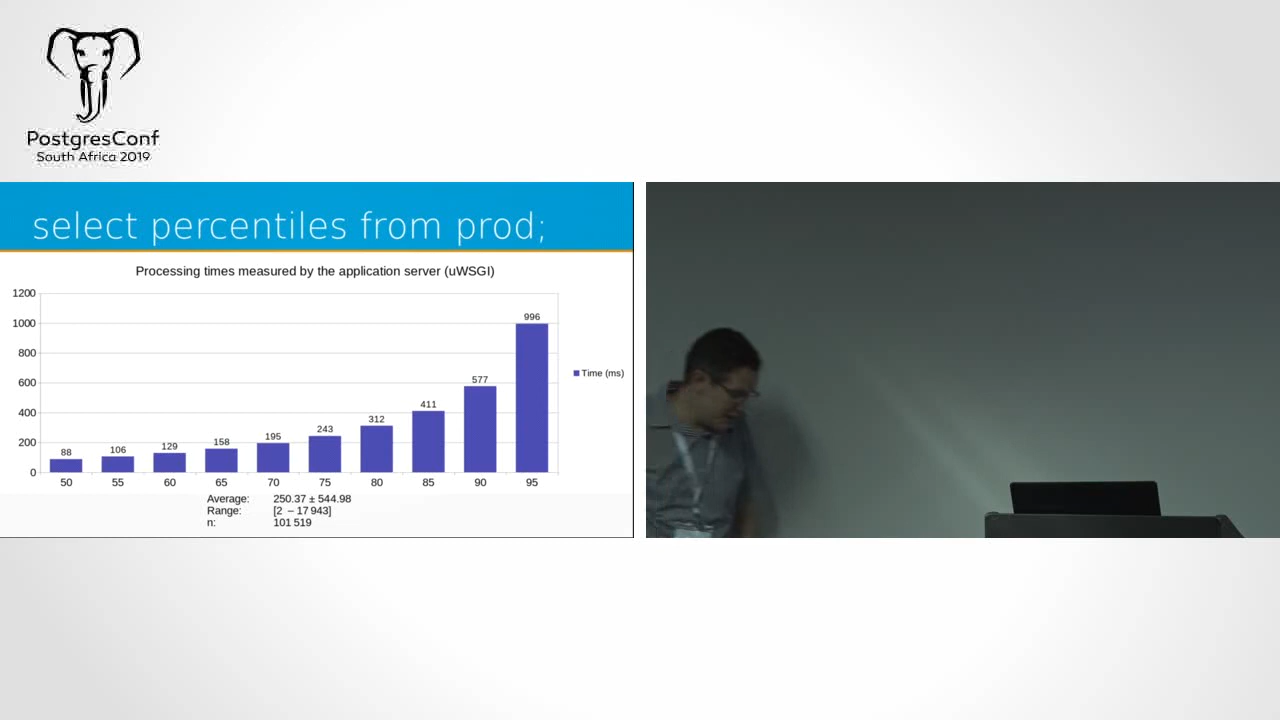 PostgresConf
South Africa 2019
select percentiles from prod;
Processing times measured by the application server (uWSGI)
1200
1000
800
600
400
200
0
88
106
129
158
195
243
312
411
577
996
Time (ms)
50 55 60 65 70 75 80 85 90 95
Average: 250.37 ± 544.98
Range: [2 – 17 943]
n: 101 519